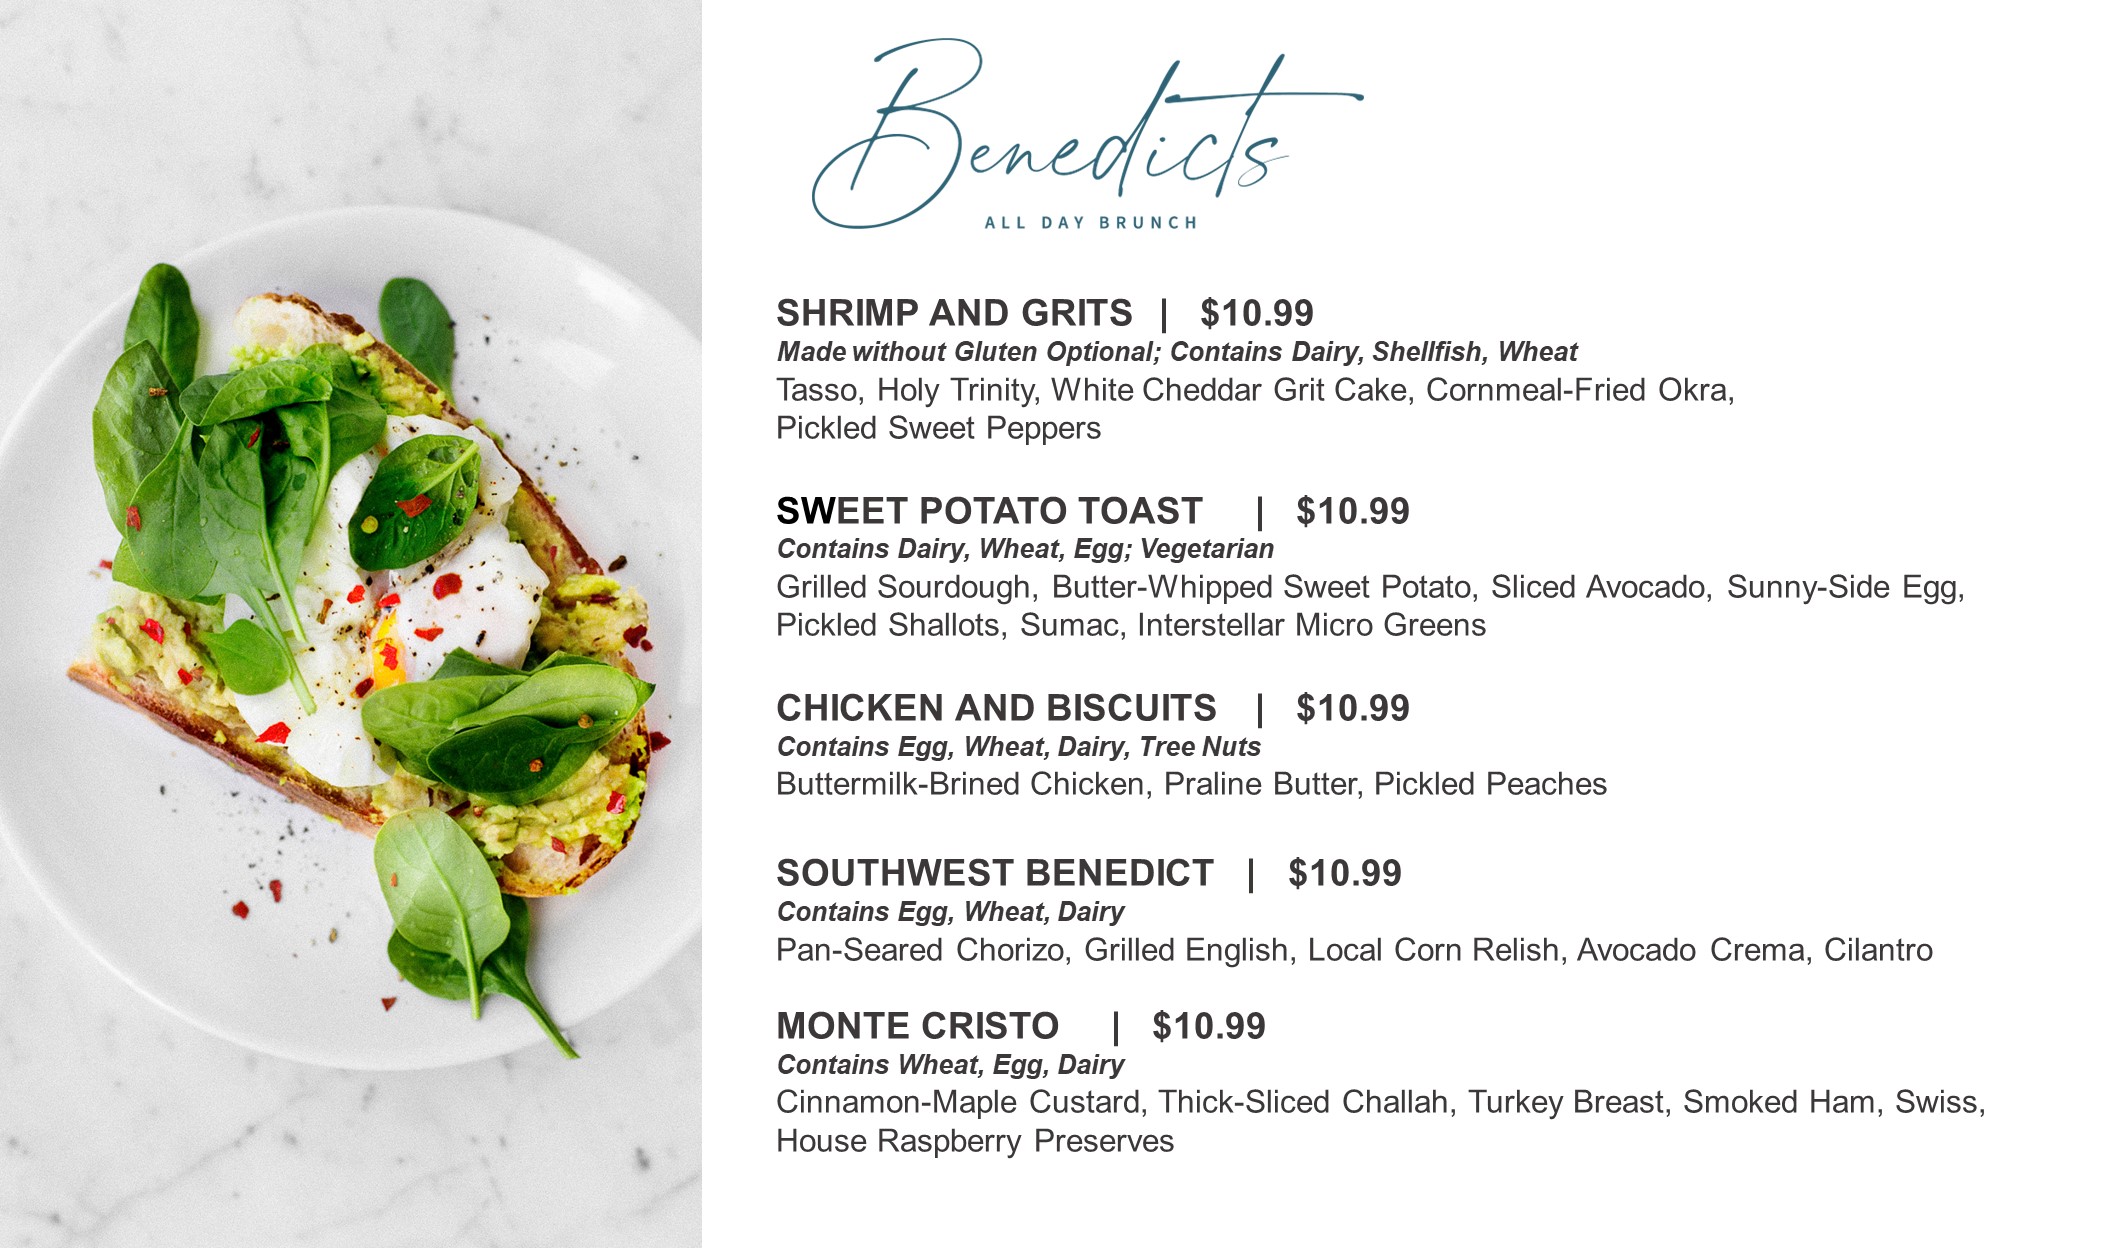 Benedicts
ALL DAY BRUNCH
SHRIMP AND GRITS | $10.99
Made without Gluten Optional; Contains Dairy, Shellfish, Wheat
Tasso, Holy Trinity, White Cheddar Grit Cake, Cornmeal-Fried Okra,
Pickled Sweet Peppers
SWEET POTATO TOAST | $10.99
Contains Dairy, Wheat, Egg; Vegetarian
Grilled Sourdough, Butter-Whipped Sweet Potato, Sliced Avocado, Sunny-Side Egg,
Pickled Shallots, Sumac, Interstellar Micro Greens
CHICKEN AND BISCUITS | $10.99
Contains Egg, Wheat, Dairy, Tree Nuts
Buttermilk-Brined Chicken, Praline Butter, Pickled Peaches
SOUTHWEST BENEDICT | $10.99
Contains Egg, Wheat, Dairy
Pan-Seared Chorizo, Grilled English, Local Corn Relish, Avocado Crema, Cilantro
MONTE CRISTO | $10.99
Contains Wheat, Egg, Dairy
Cinnamon-Maple Custard, Thick-Sliced Challah, Turkey Breast, Smoked Ham, Swiss,
House Raspberry Preserves